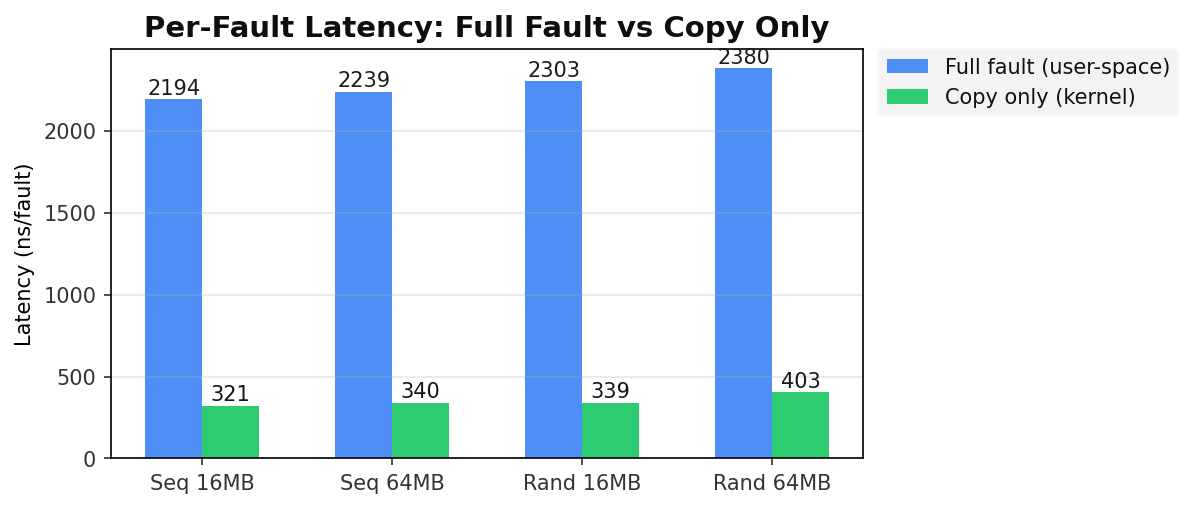 Per-Fault Latency: Full Fault vs Copy Only
Full fault (user-space)
Copy only (kernel)
Latency (ns/fault)
2000
1500
1000
500
0
2194
321
2239
340
2303
339
2380
403
Seq 16MB
Seq 64MB
Rand 16MB
Rand 64MB